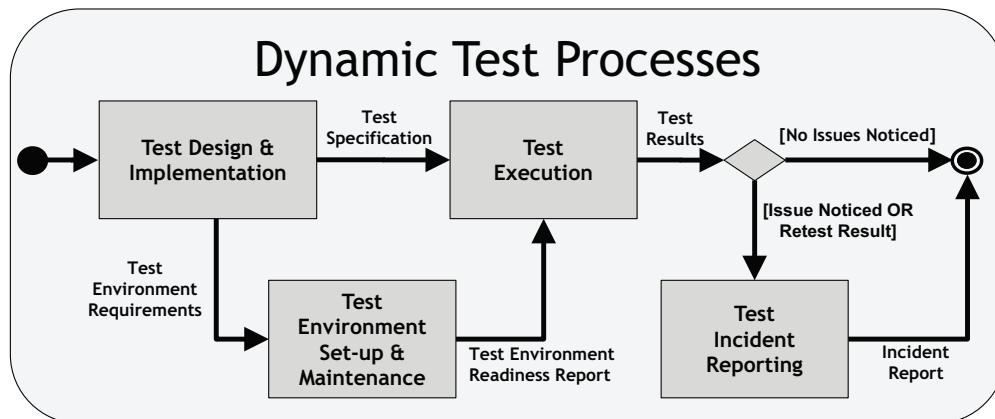 Dynamic Test Processes
Test Design &
Implementation
Test
Specification
Test
Execution
Test
Results
[No Issues Noticed]
[Issue Noticed OR
Retest Result]
Test
Environment
Requirements
Test
Environment
Set-up &
Maintenance
Test Environment
Readiness Report
Test
Incident
Reporting
Incident
Report